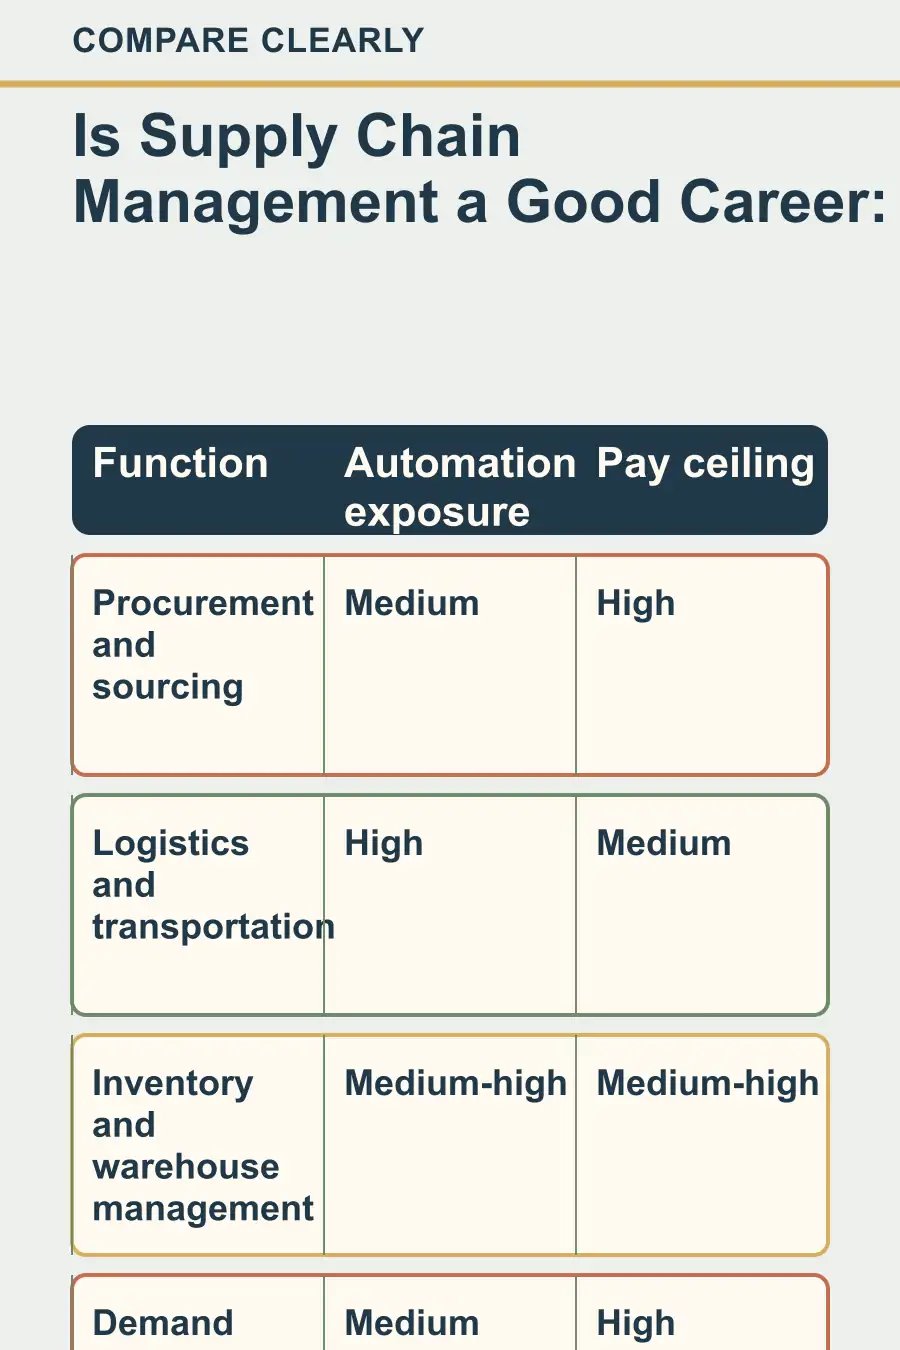 COMPARE CLEARLY
Is Supply Chain
Management a Good Career:
Function
Automation
exposure
Pay ceiling
Procurement
and
sourcing
Medium
High
Logistics
and
transportation
High
Medium
Inventory
and
warehouse
management
Medium-high
Medium-high
Demand
Medium
High